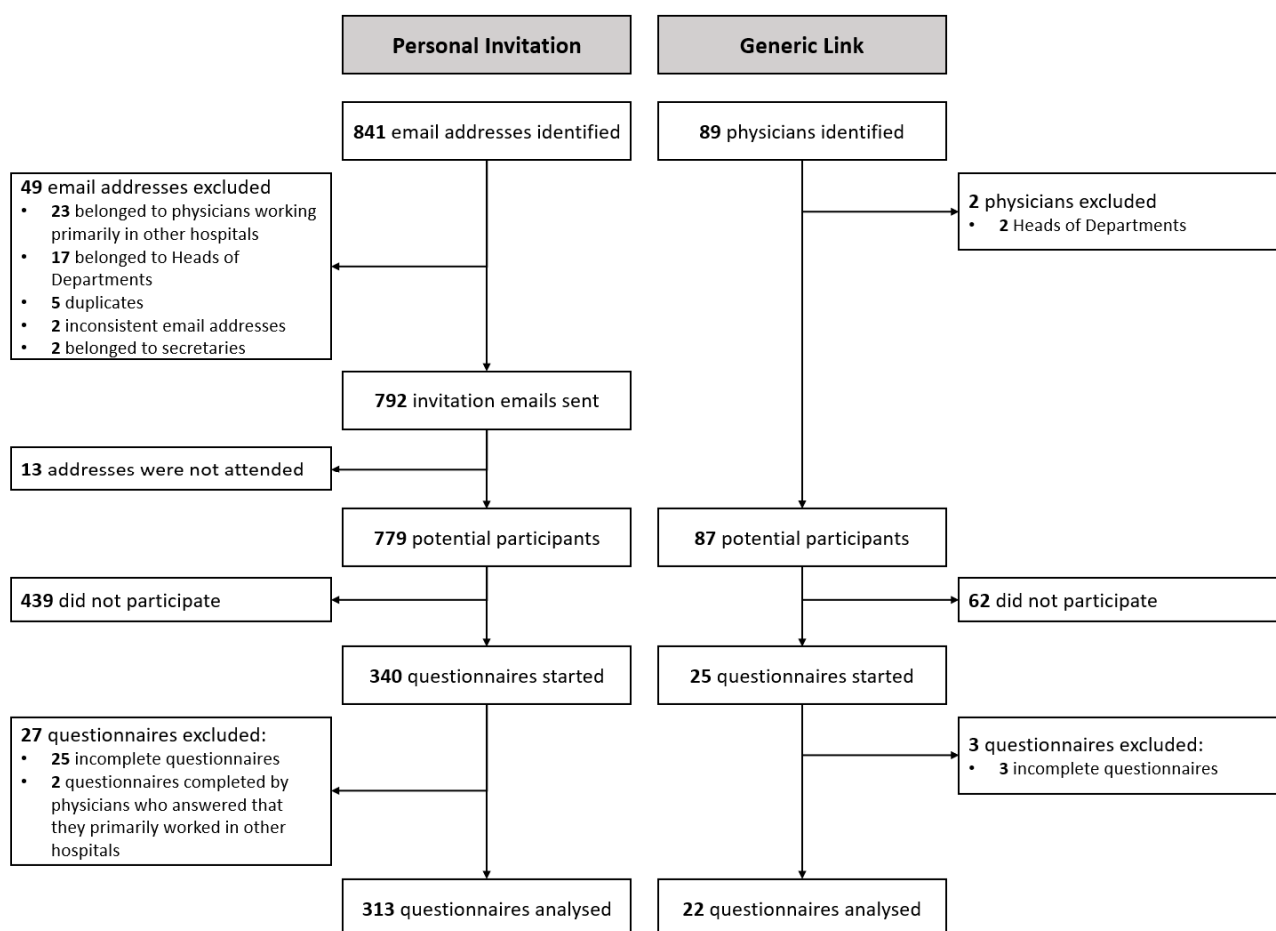 Personal Invitation
Generic Link
841 email addresses identified
89 physicians identified
49 email addresses excluded
• 23 belonged to physicians working
primarily in other hospitals
• 17 belonged to Heads of
Departments
• 5 duplicates
• 2 inconsistent email addresses
• 2 belonged to secretaries
2 physicians excluded
• 2 Heads of Departments
792 invitation emails sent
13 addresses were not attended
779 potential participants
87 potential participants
439 did not participate
62 did not participate
340 questionnaires started
25 questionnaires started
27 questionnaires excluded:
• 25 incomplete questionnaires
• 2 questionnaires completed by
physicians who answered that
they primarily worked in other
hospitals
3 questionnaires excluded:
• 3 incomplete questionnaires
313 questionnaires analysed
22 questionnaires analysed